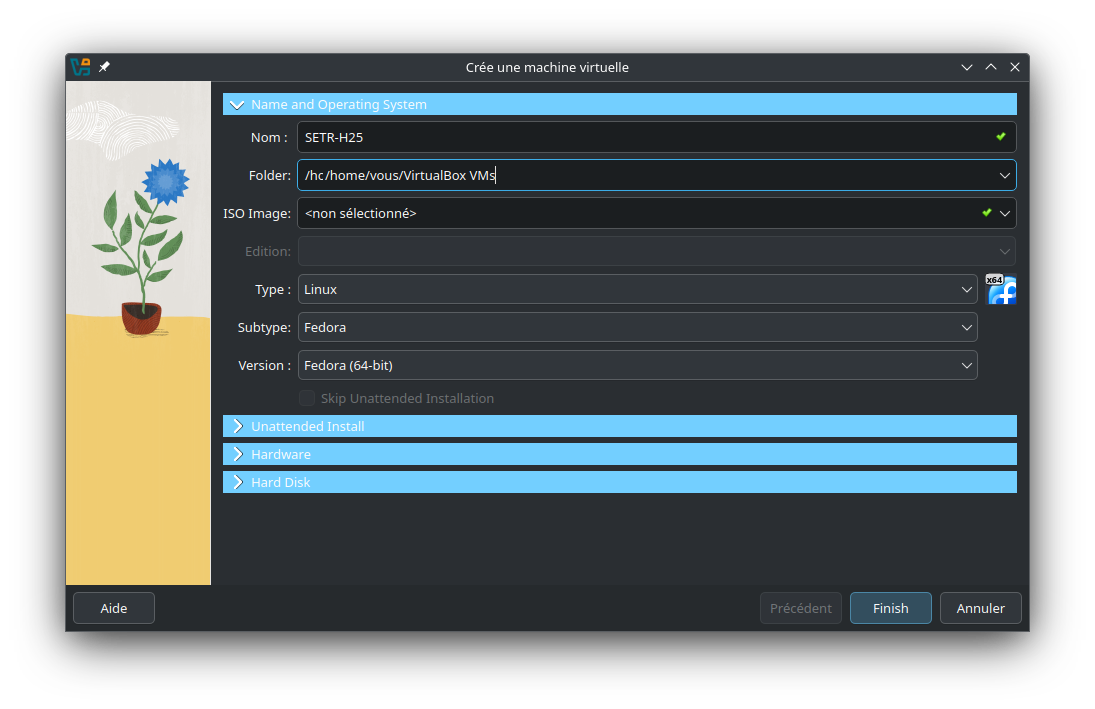 Crée une machine virtuelle
Name and Operating System
Nom : SETR-H25
Folder: /hc/home/vous/VirtualBox VMs
ISO Image: <non sélectionné>
Edition:
Type : Linux
x64
Subtype: Fedora
Version : Fedora (64-bit)
Skip Unattended Installation
Unattended Install
Hardware
Hard Disk
Aide Précédent Finish Annuler